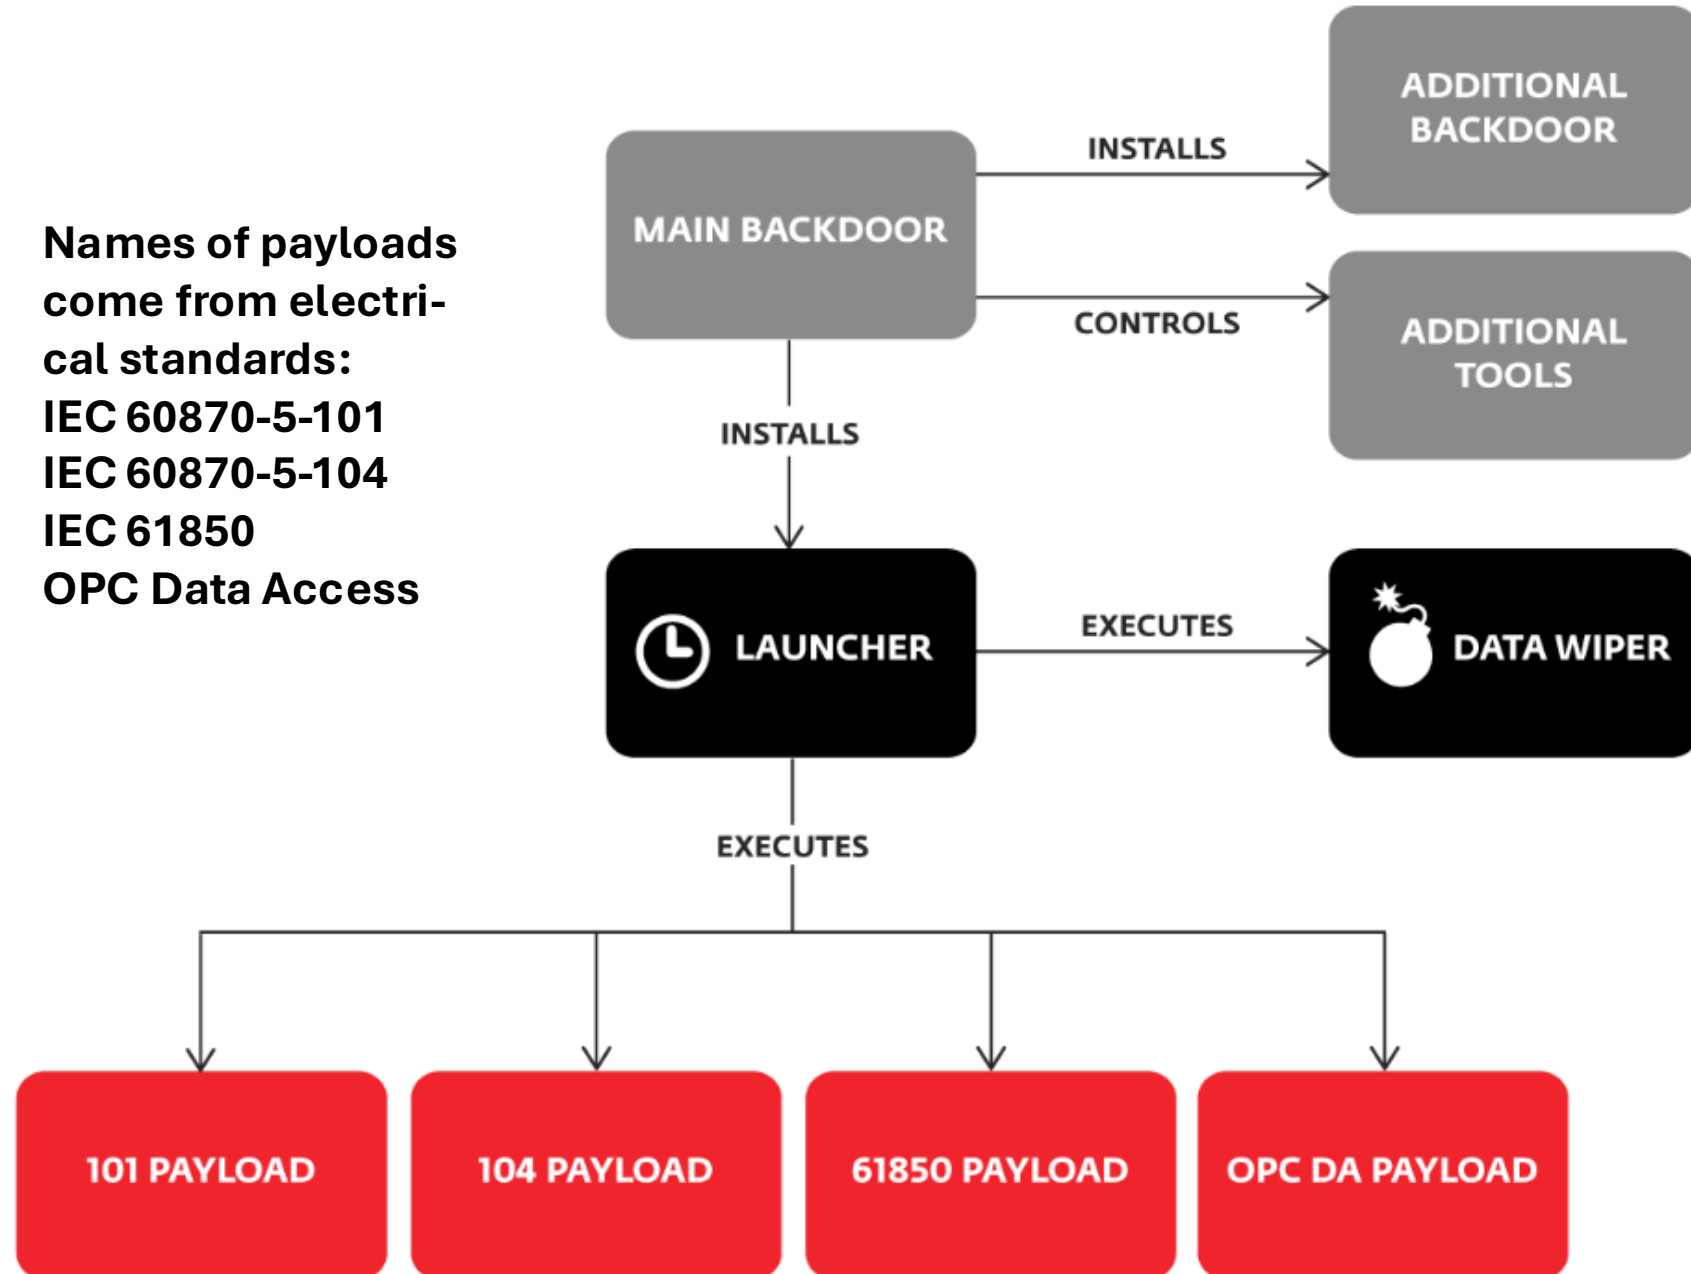 Names of payloads
come from electri-
cal standards:
IEC 60870-5-101
IEC 60870-5-104
IEC 61850
OPC Data Access
MAIN BACKDOOR
INSTALLS
ADDITIONAL
BACKDOOR
CONTROLS
ADDITIONAL
TOOLS
INSTALLS
LAUNCHER
EXECUTES
DATA WIPER
EXECUTES
101 PAYLOAD
104 PAYLOAD
61850 PAYLOAD
OPC DA PAYLOAD